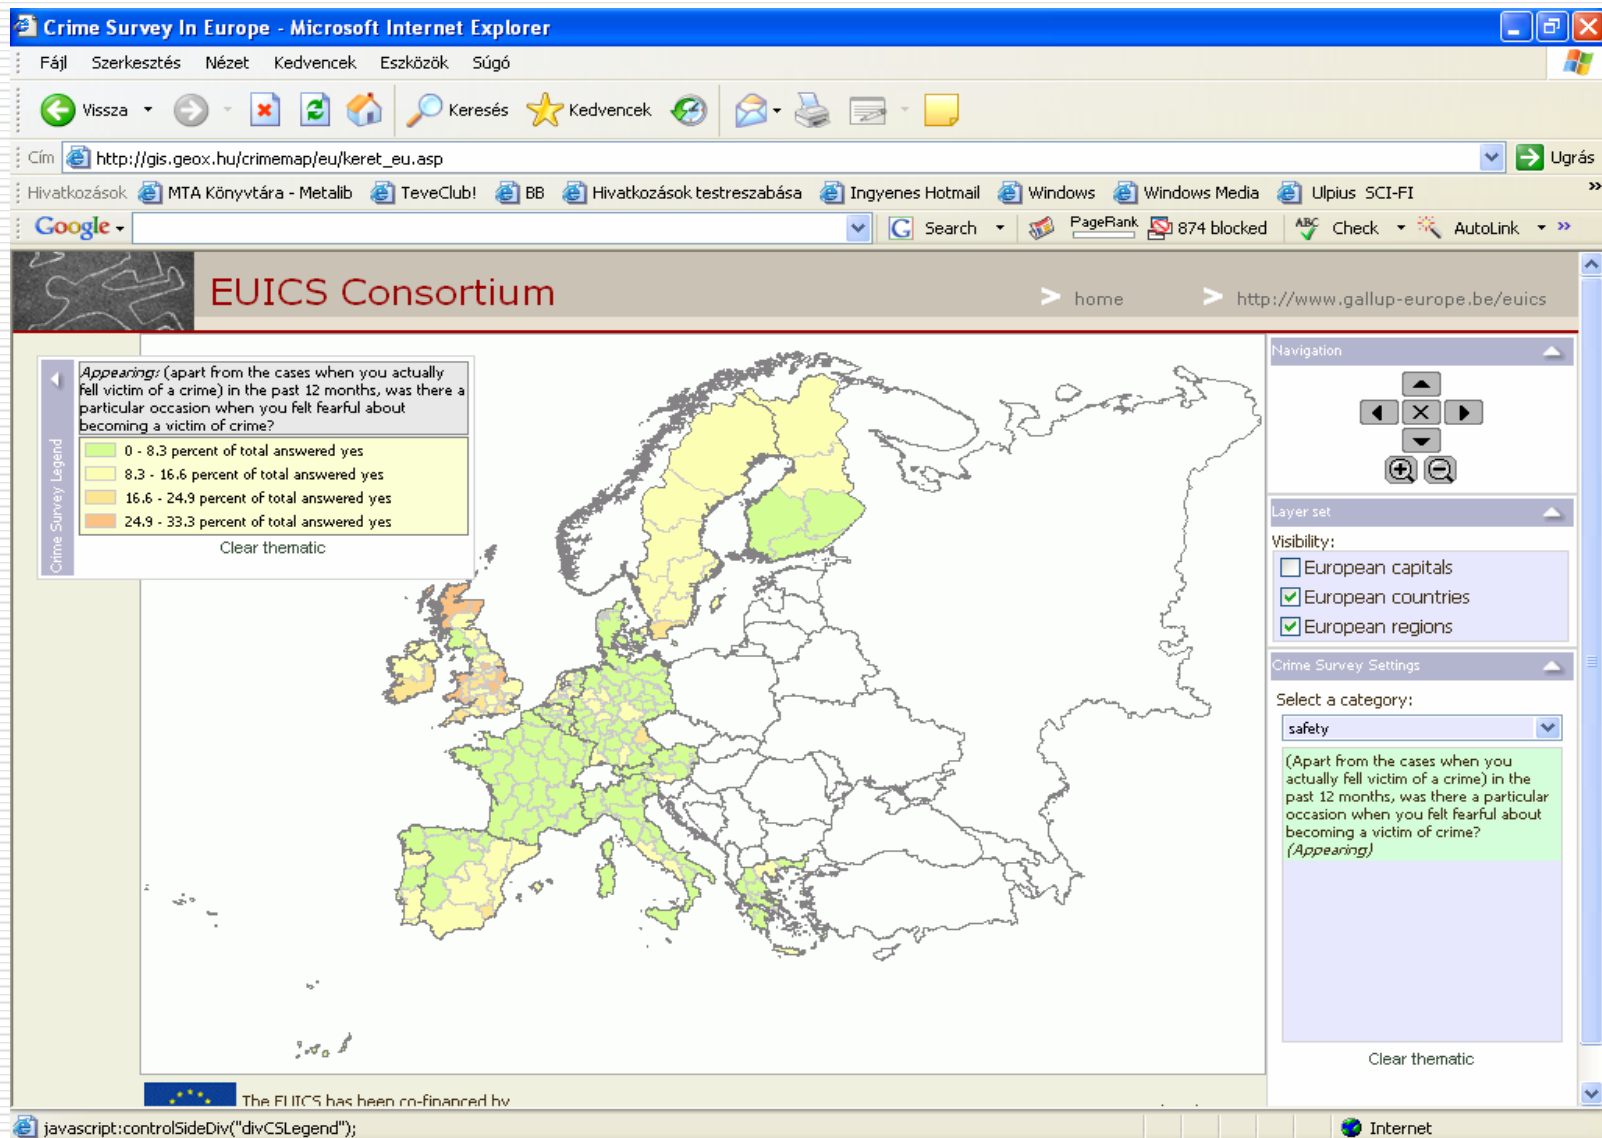 Crime Survey In Europe - Microsoft Internet Explorer
Fájl Szerkesztés Nézet Kedvencek Eszközök Súgó
Vissza Keresés Kedvencek
Cím http://gis.geox.hu/crimemap/eu/keret_eu.asp Ugrás
Hivatkozások MTA Könyvtára - Metalib TeveClub! BB Hivatkozások testreszabása Ingyenes Hotmail Windows Windows Media Ulpius SCI-FI »
Google G Search PageRank 874 blocked ABC Check AutoLink »
EUICS Consortium
> home > http://www.gallup-europe.be/euics
Crime Survey Legend
Appearing: (apart from the cases when you actually
fell victim of a crime) in the past 12 months, was there a
particular occasion when you felt fearful about
becoming a victim of crime?
0 - 8.3 percent of total answered yes
8.3 - 16.6 percent of total answered yes
16.6 - 24.9 percent of total answered yes
24.9 - 33.3 percent of total answered yes
Clear thematic
Navigation
Layer set
Visibility:
European capitals
European countries
European regions
Crime Survey Settings
Select a category:
safety
(Apart from the cases when you
actually fell victim of a crime) in the
past 12 months, was there a particular
occasion when you felt fearful about
becoming a victim of crime?
(Appearing)
Clear thematic
The EUICS has been co-financed by
javascript:controlSideDiv("divCSLegend"); Internet